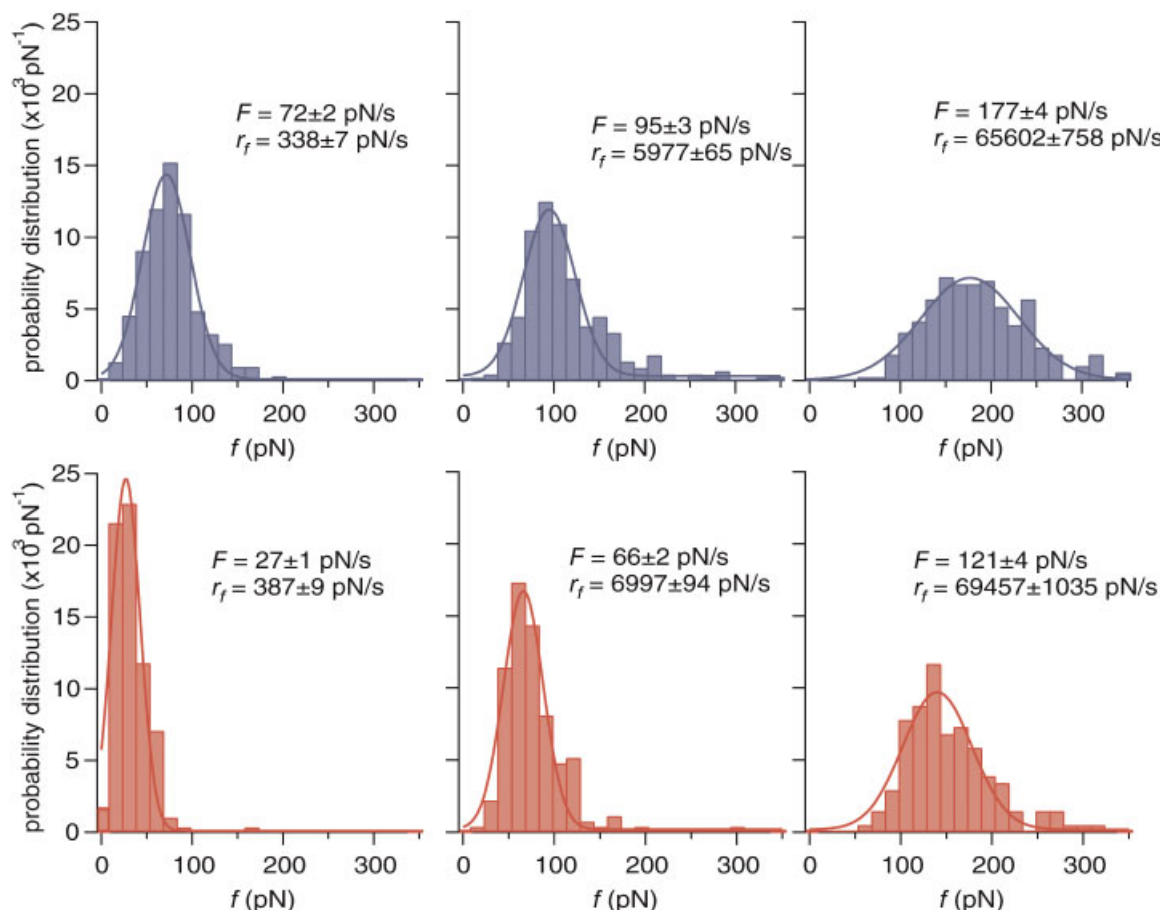 probability distribution (x10³ pN⁻¹)
25
20
15
10
5
0
F = 72±2 pN/s
r_f = 338±7 pN/s
0 100 200 300
f (pN)
F = 95±3 pN/s
r_f = 5977±65 pN/s
0 100 200 300
f (pN)
F = 177±4 pN/s
r_f = 65602±758 pN/s
0 100 200 300
f (pN)
probability distribution (x10³ pN⁻¹)
25
20
15
10
5
0
F = 27±1 pN/s
r_f = 387±9 pN/s
0 100 200 300
f (pN)
F = 66±2 pN/s
r_f = 6997±94 pN/s
0 100 200 300
f (pN)
F = 121±4 pN/s
r_f = 69457±1035 pN/s
0 100 200 300
f (pN)